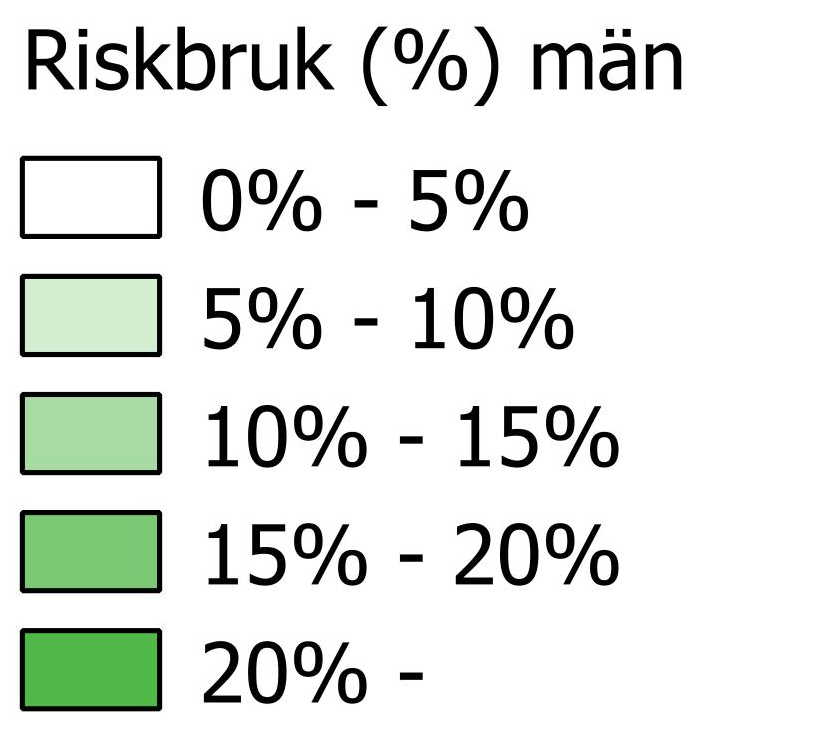 Riskbruk (%) män
0% - 5%
5% - 10%
10% - 15%
15% - 20%
20% -